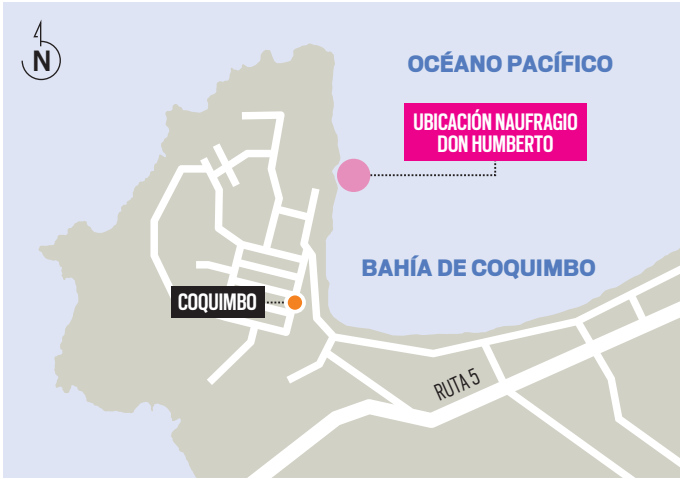 N
OCÉANO PACÍFICO
UBICACIÓN NAUFRAGIO
DON HUMBERTO
BAHÍA DE COQUIMBO
COQUIMBO
RUTA 5